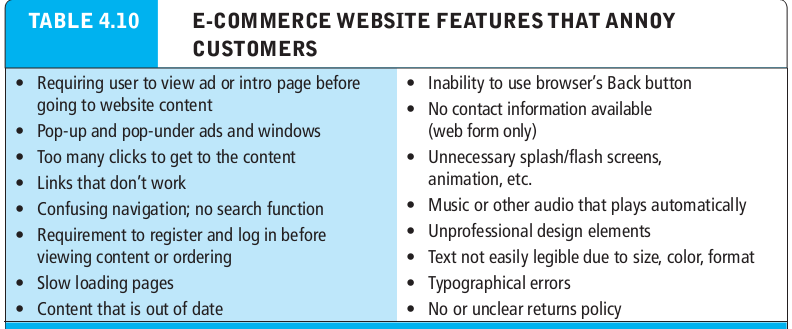 TABLE 4.10
E-COMMERCE WEBSITE FEATURES THAT ANNOY
CUSTOMERS
• Requiring user to view ad or intro page before
going to website content
• Pop-up and pop-under ads and windows
• Too many clicks to get to the content
• Links that don’t work
• Confusing navigation; no search function
• Requirement to register and log in before
viewing content or ordering
• Slow loading pages
• Content that is out of date
• Inability to use browser’s Back button
• No contact information available
(web form only)
• Unnecessary splash/flash screens,
animation, etc.
• Music or other audio that plays automatically
• Unprofessional design elements
• Text not easily legible due to size, color, format
• Typographical errors
• No or unclear returns policy